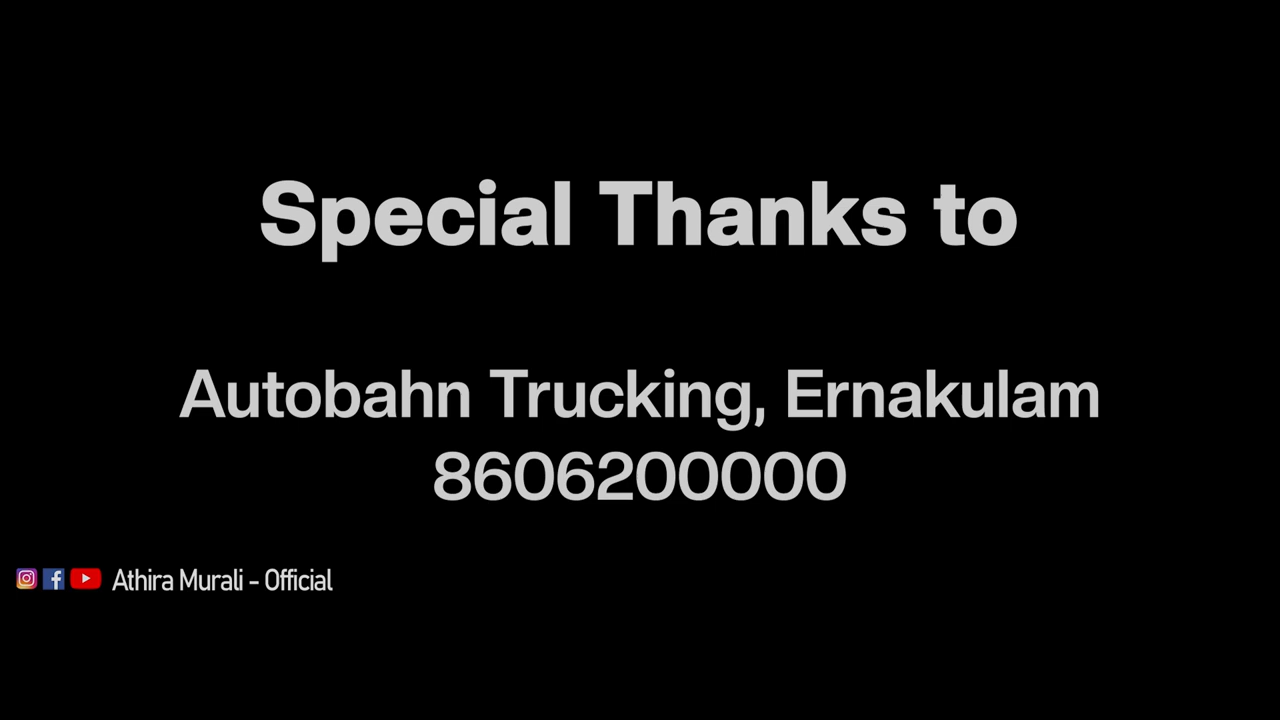 Special Thanks to
Autobahn Trucking, Ernakulam
8606200000
Athira Murali - Official